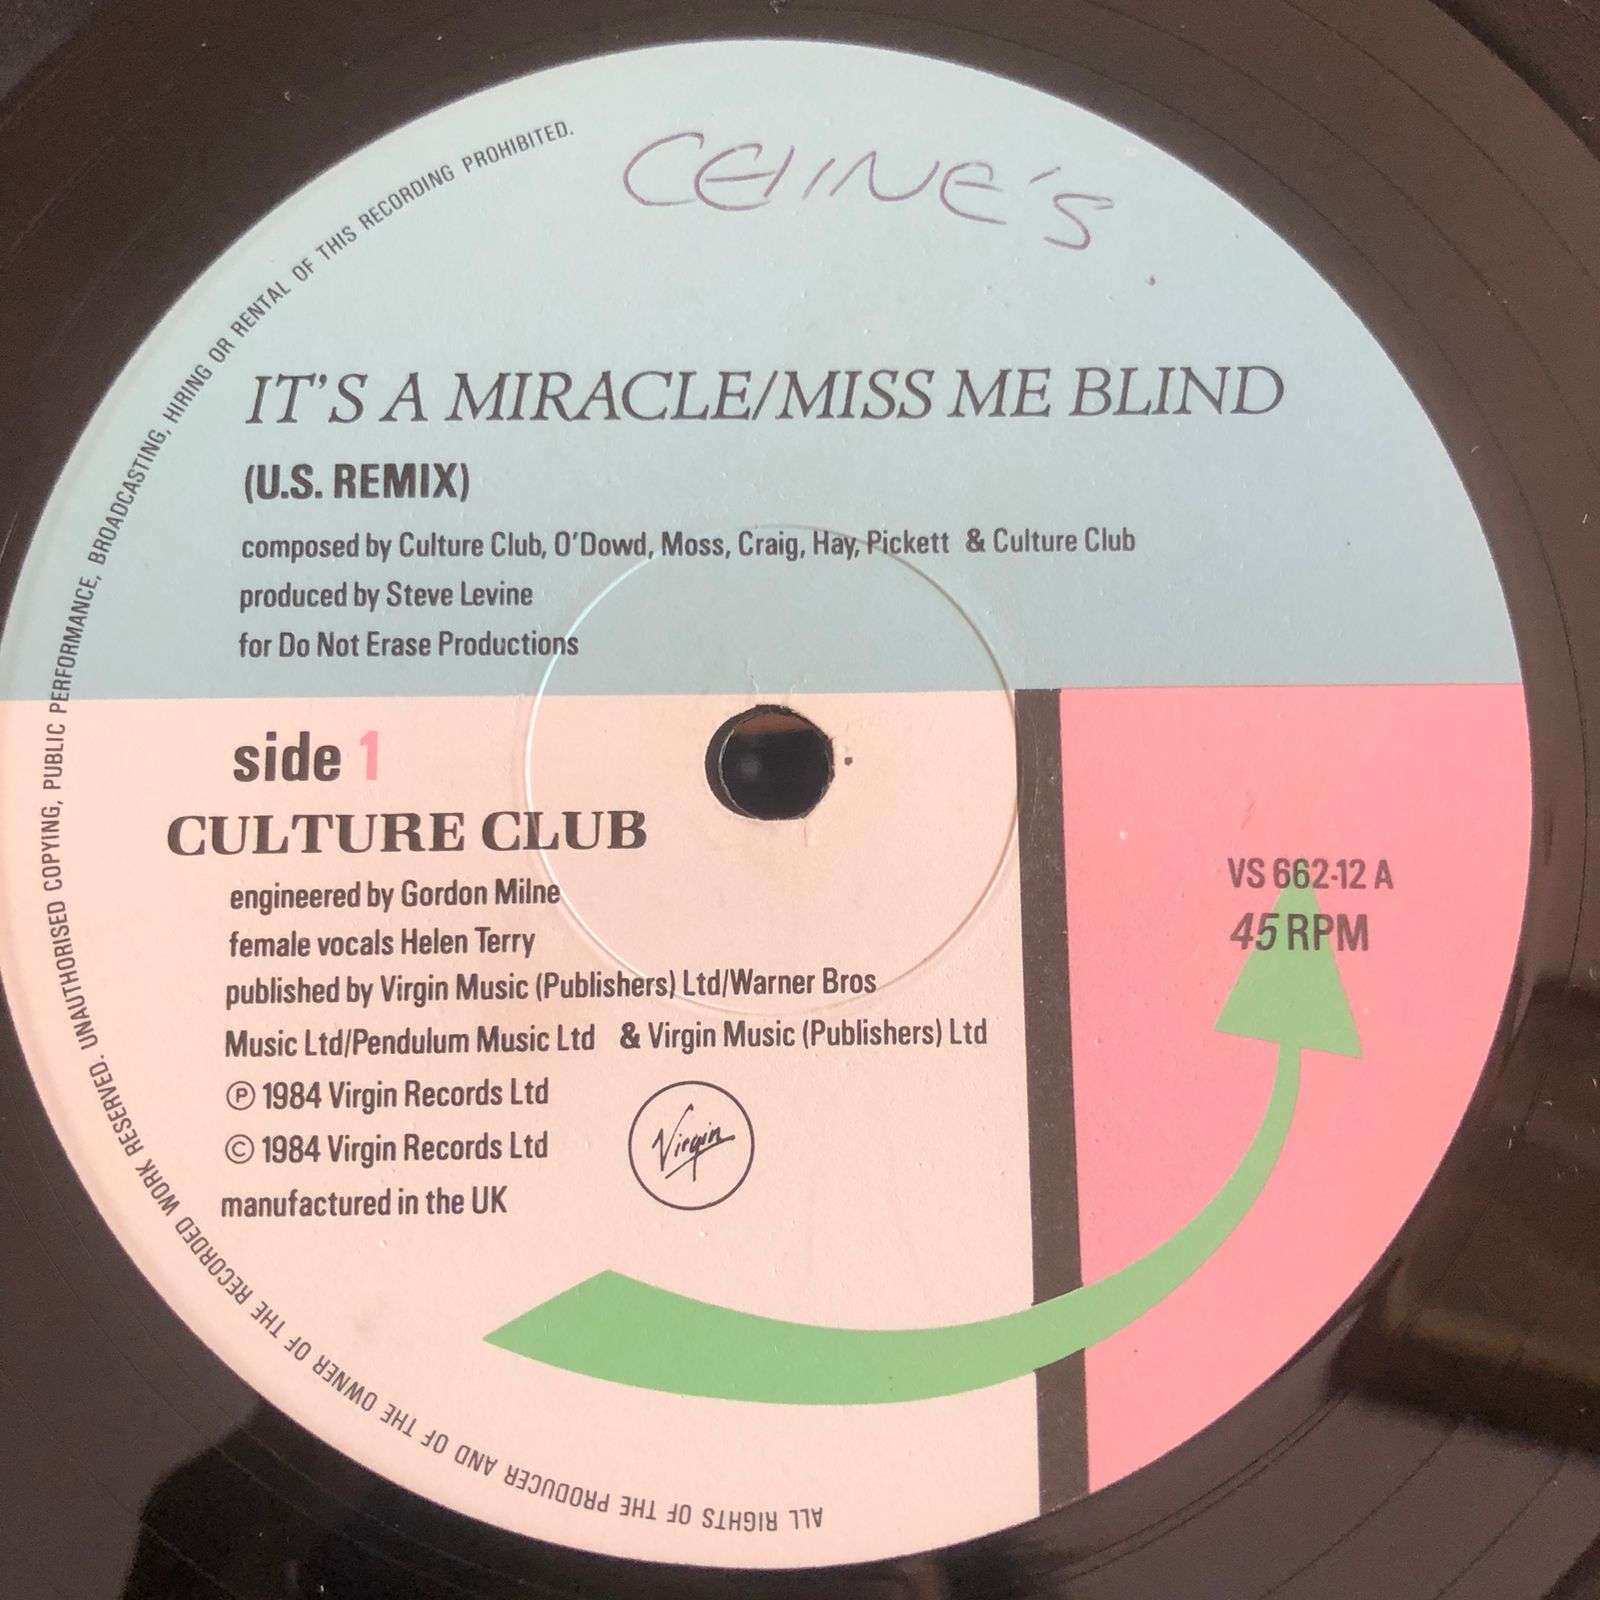 CELINE'S
IT'S A MIRACLE/MISS ME BLIND
(U.S. REMIX)
composed by Culture Club, O'Dowd, Moss, Craig, Hay, Pickett & Culture Club
produced by Steve Levine
for Do Not Erase Productions
side 1
CULTURE CLUB
engineered by Gordon Milne
female vocals Helen Terry
published by Virgin Music (Publishers) Ltd/Warner Bros
Music Ltd/Pendulum Music Ltd & Virgin Music (Publishers) Ltd
Ⓟ 1984 Virgin Records Ltd
© 1984 Virgin Records Ltd
manufactured in the UK
Virgin
VS 662-12 A
45 RPM
ALL RIGHTS OF THE PRODUCER AND OF THE OWNER OF THE RECORDED WORK RESERVED. UNAUTHORISED COPYING, PUBLIC PERFORMANCE, BROADCASTING, HIRING OR RENTAL OF THIS RECORDING PROHIBITED.